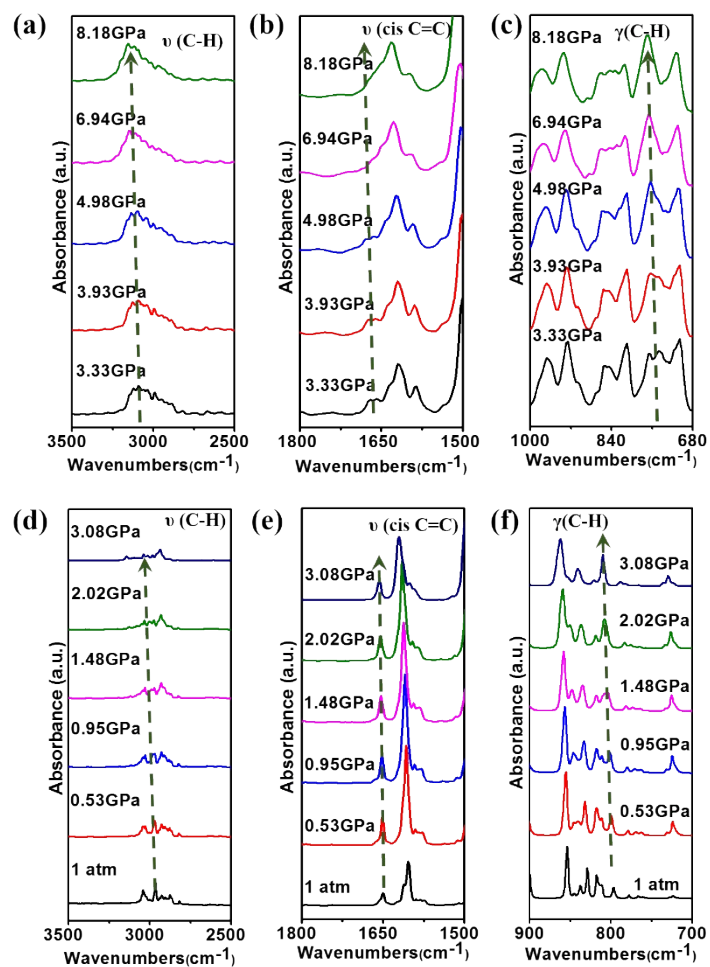 (a)
υ (C-H)
8.18GPa
6.94GPa
4.98GPa
3.93GPa
3.33GPa
Absorbance (a.u.)
3500 3000 2500
Wavenumbers(cm-1)
(b)
υ (cis C=C)
8.18GPa
6.94GPa
4.98GPa
3.93GPa
3.33GPa
Absorbance (a.u.)
1800 1650 1500
Wavenumbers(cm-1)
(c)
γ(C-H)
8.18GPa
6.94GPa
4.98GPa
3.93GPa
3.33GPa
Absorbance (a.u.)
1000 840 680
Wavenumbers(cm-1)
(d)
υ (C-H)
3.08GPa
2.02GPa
1.48GPa
0.95GPa
0.53GPa
1 atm
Absorbance (a.u.)
3500 3000 2500
Wavenumbers(cm-1)
(e)
υ (cis C=C)
3.08GPa
2.02GPa
1.48GPa
0.95GPa
0.53GPa
1 atm
Absorbance (a.u.)
1800 1650 1500
Wavenumbers(cm-1)
(f)
γ(C-H)
3.08GPa
2.02GPa
1.48GPa
0.95GPa
0.53GPa
1 atm
Absorbance (a.u.)
900 800 700
Wavenumbers(cm-1)